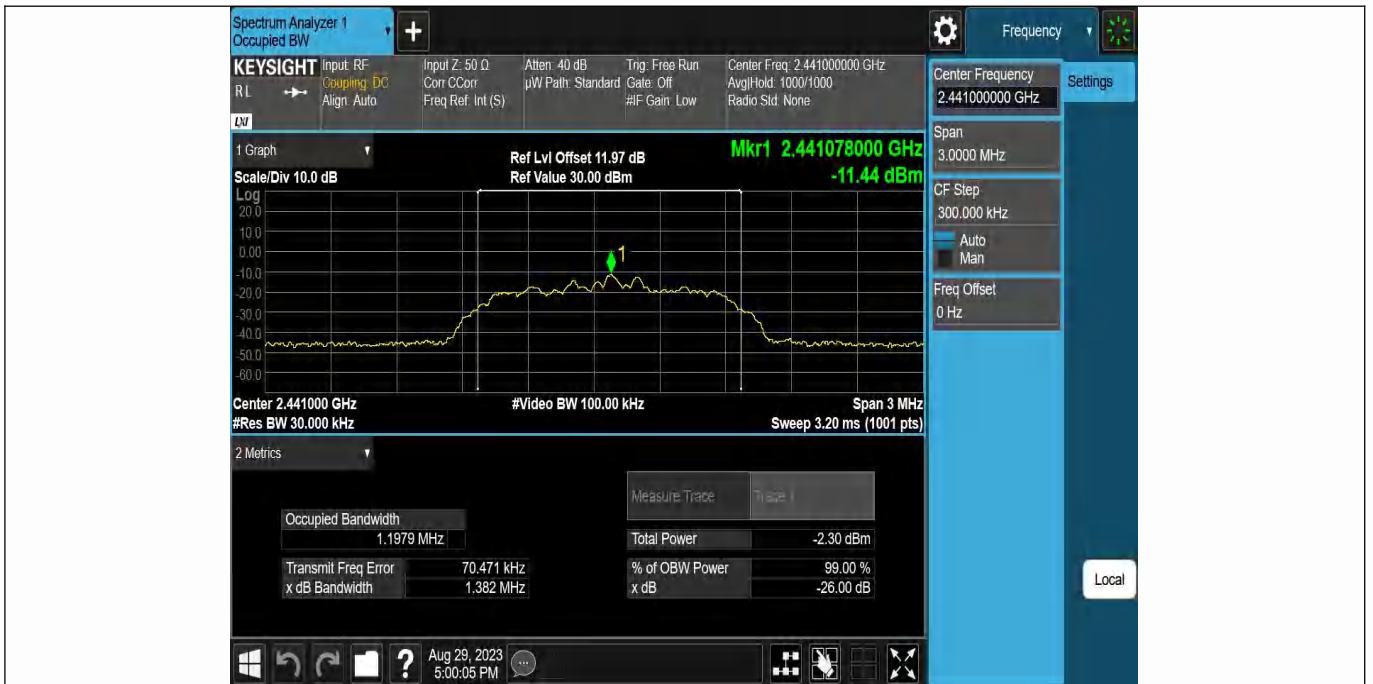 Spectrum Analyzer 1
Occupied BW
+
Frequency
KEYSIGHT
RL
LXI
Input: RF
Coupling: DC
Align: Auto
Input Z: 50 Ω
Corr CCorr
Freq Ref: Int (S)
Atten: 40 dB
µW Path: Standard
Trig: Free Run
Gate: Off
#IF Gain: Low
Center Freq: 2.441000000 GHz
Avg|Hold: 1000/1000
Radio Std: None
Center Frequency
2.441000000 GHz
Settings
Span
3.0000 MHz
CF Step
300.000 kHz
Auto
Man
Freq Offset
0 Hz
Local
1 Graph
Scale/Div 10.0 dB
Ref Lvl Offset 11.97 dB
Ref Value 30.00 dBm
Mkr1 2.441078000 GHz
-11.44 dBm
Log
20.0
10.0
0.00
-10.0
-20.0
-30.0
-40.0
-50.0
-60.0
1
Center 2.441000 GHz
#Res BW 30.000 kHz
#Video BW 100.00 kHz
Span 3 MHz
Sweep 3.20 ms (1001 pts)
2 Metrics
Measure Trace
Trace 1
Occupied Bandwidth
1.1979 MHz
Total Power
-2.30 dBm
Transmit Freq Error
70.471 kHz
% of OBW Power
99.00 %
x dB Bandwidth
1.382 MHz
x dB
-26.00 dB
?
Aug 29, 2023
5:00:05 PM